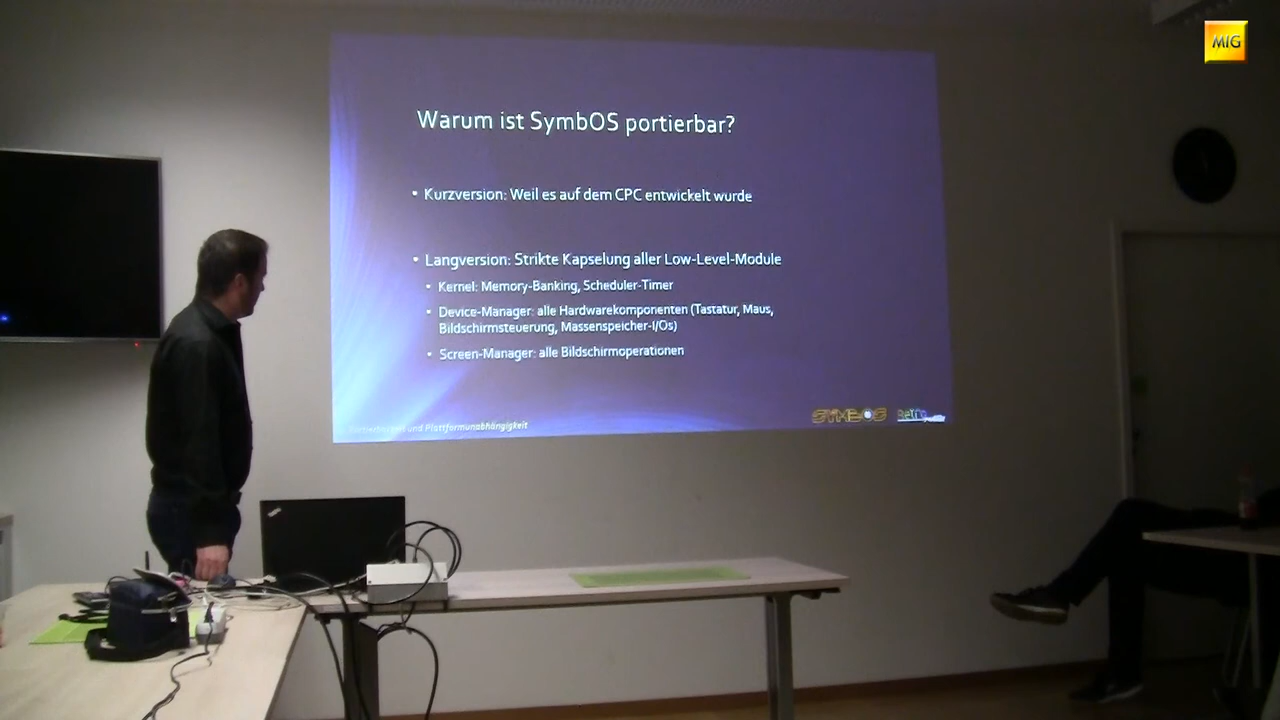 MIG
Warum ist SymbOS portierbar?
• Kurzversion: Weil es auf dem CPC entwickelt wurde
• Langversion: Strikte Kapselung aller Low-Level-Module
• Kernel: Memory-Banking, Scheduler-Timer
• Device-Manager: alle Hardwarekomponenten (Tastatur, Maus,
Bildschirmsteuerung, Massenspeicher-I/Os)
• Screen-Manager: alle Bildschirmoperationen
SYMBOS
und Plattformunabhängigkeit